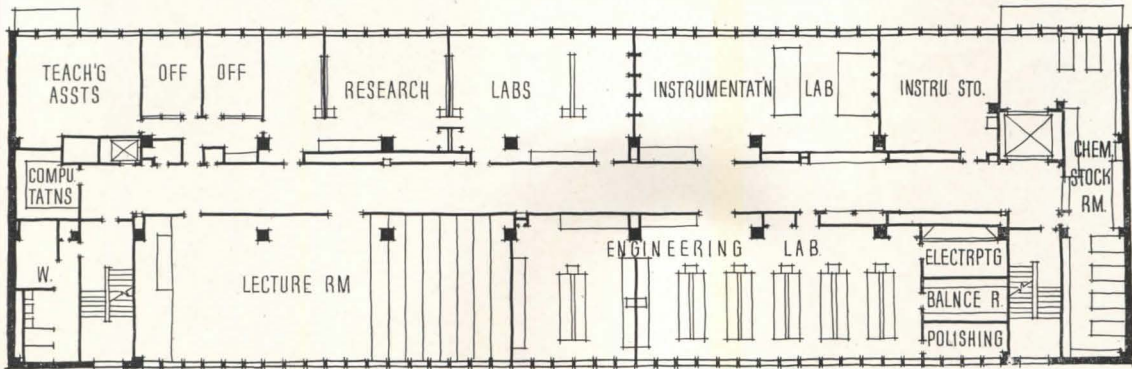 TEACH'G
ASSTS
OFF
OFF
RESEARCH LABS
INSTRUMENTAT'N LAB
INSTRU STO.
COMPU.
TATNS
CHEM.
STOCK
RM.
W.
LECTURE RM
ENGINEERING LAB.
ELECTRPTG
BALNCE R.
POLISHING